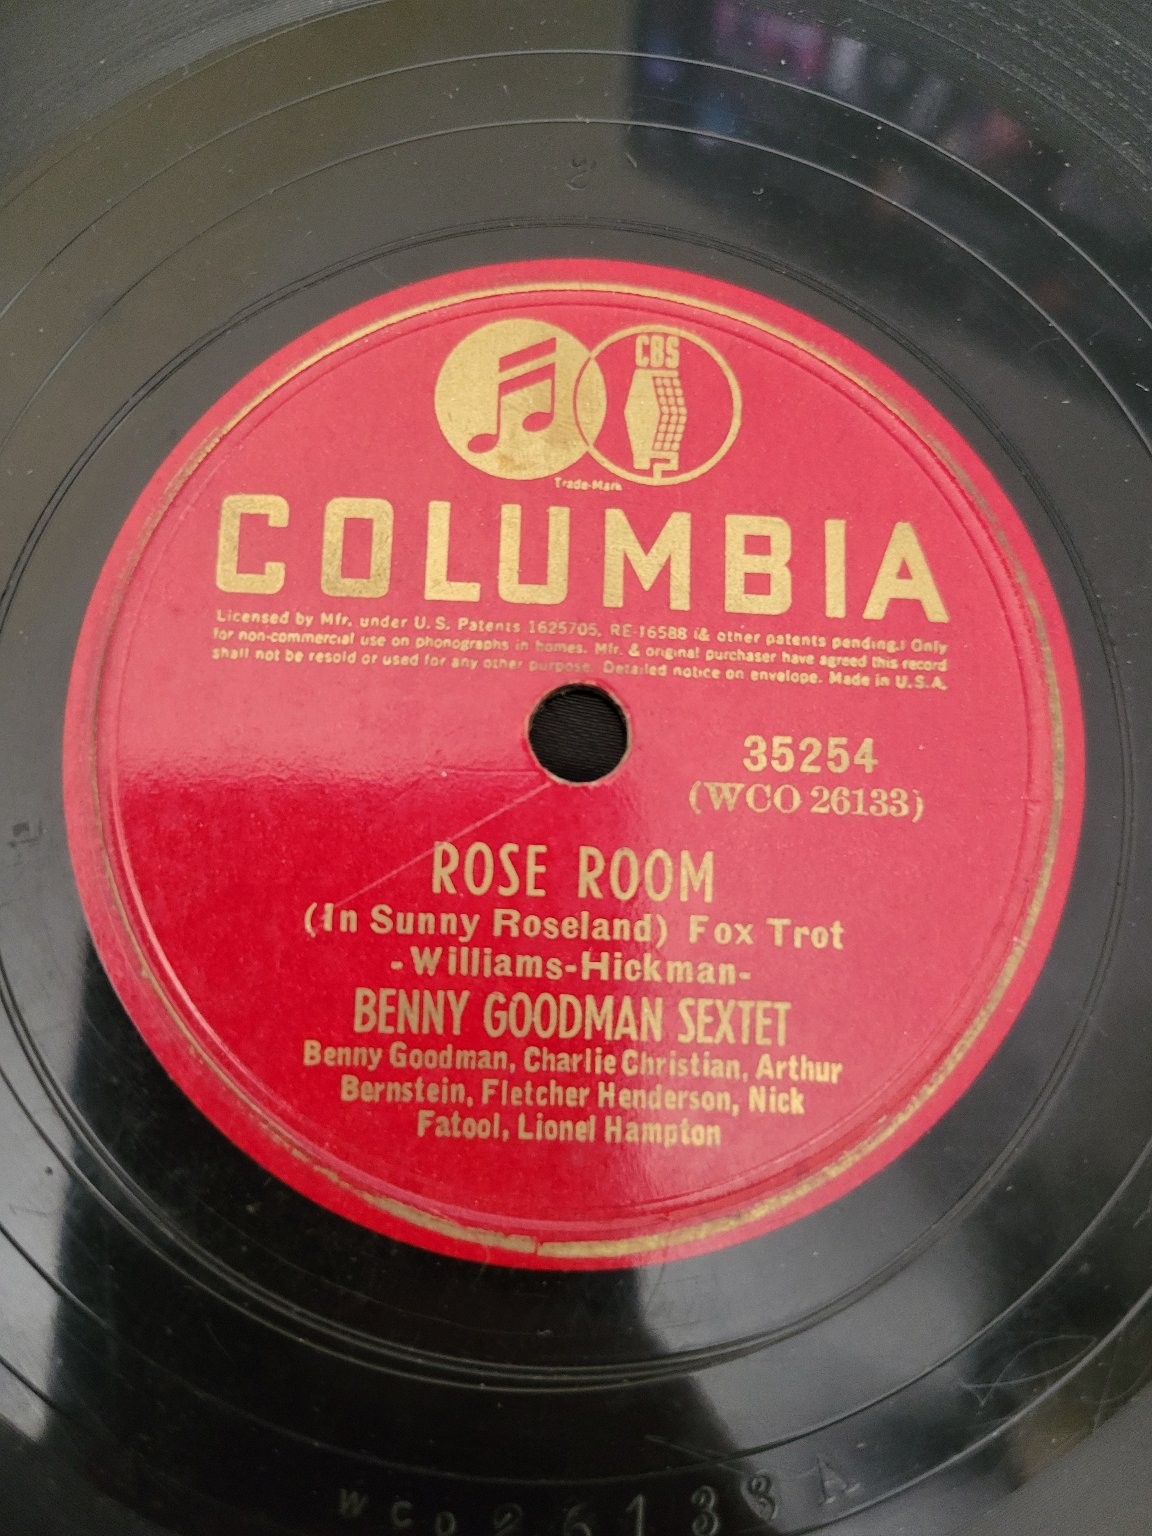 CBS
Trade-Mark
COLUMBIA
Licensed by Mfr. under U.S. Patents 1625705, RE-16588 (& other patents pending.) Only
for non-commercial use on phonographs in homes. Mfr. & original purchaser have agreed this record
shall not be resold or used for any other purpose. Detailed notice on envelope. Made in U.S.A.
35254
(WCO 26133)
ROSE ROOM
(In Sunny Roseland) Fox Trot
-Williams-Hickman-
BENNY GOODMAN SEXTET
Benny Goodman, Charlie Christian, Arthur
Bernstein, Fletcher Henderson, Nick
Fatool, Lionel Hampton
WCO 26133 A